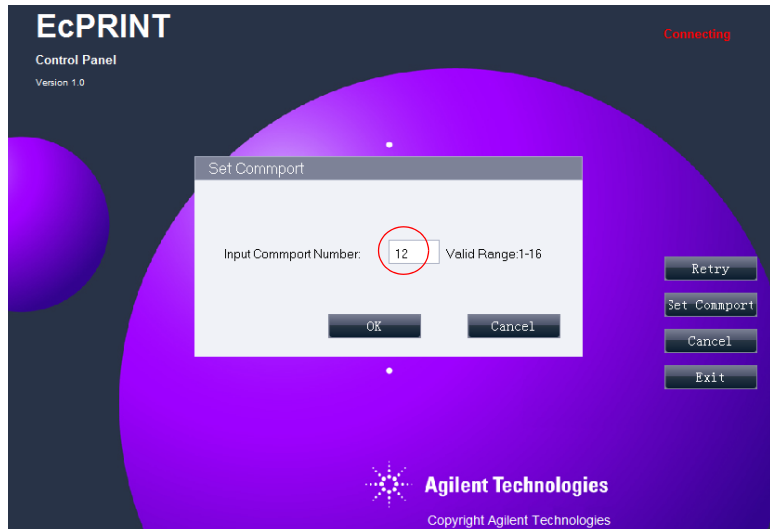 EcPRINT
Connecting
Control Panel
Version 1.0
Set Commport
Input Commport Number: 12 Valid Range:1-16
Retry
Set Commport
OK Cancel
Cancel
Exit
Agilent Technologies
Copyright Agilent Technologies